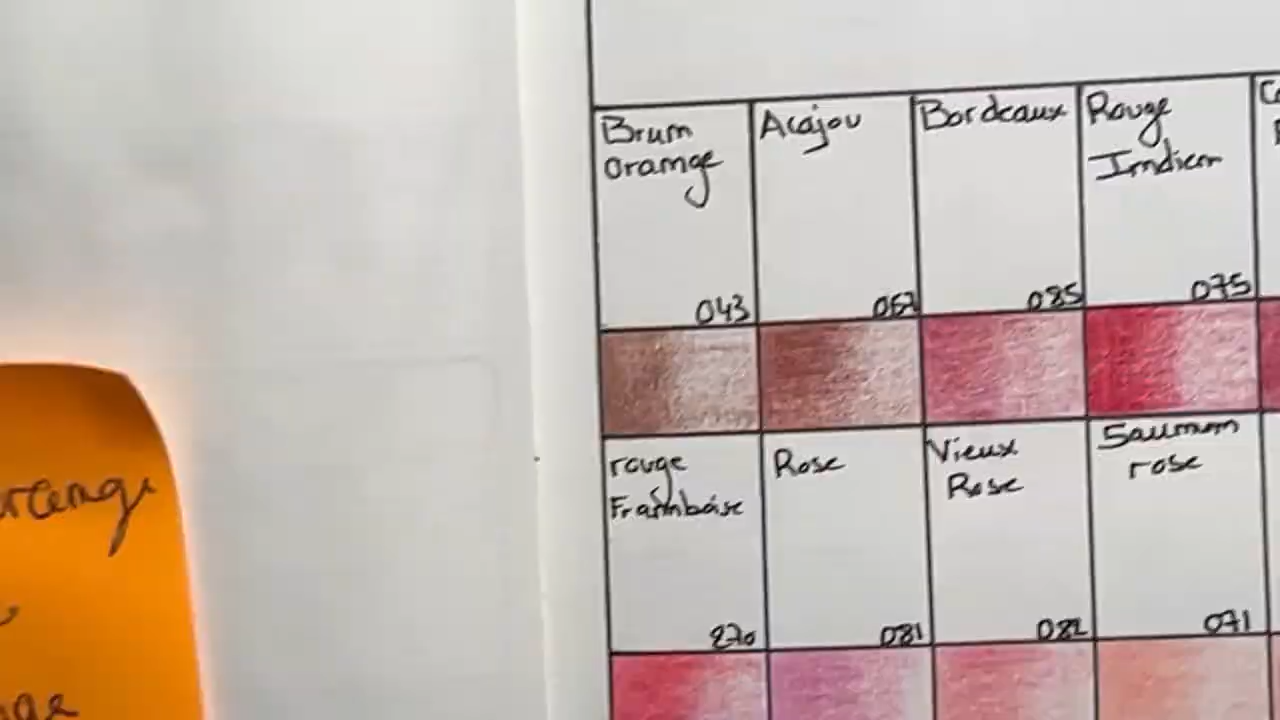 Brun
Orange
043
Acajou
Bordeaux
085
Rouge
Indien
075
rouge
Framboise
270
Rose
081
Vieux
Rose
082
Saumon
rose
071